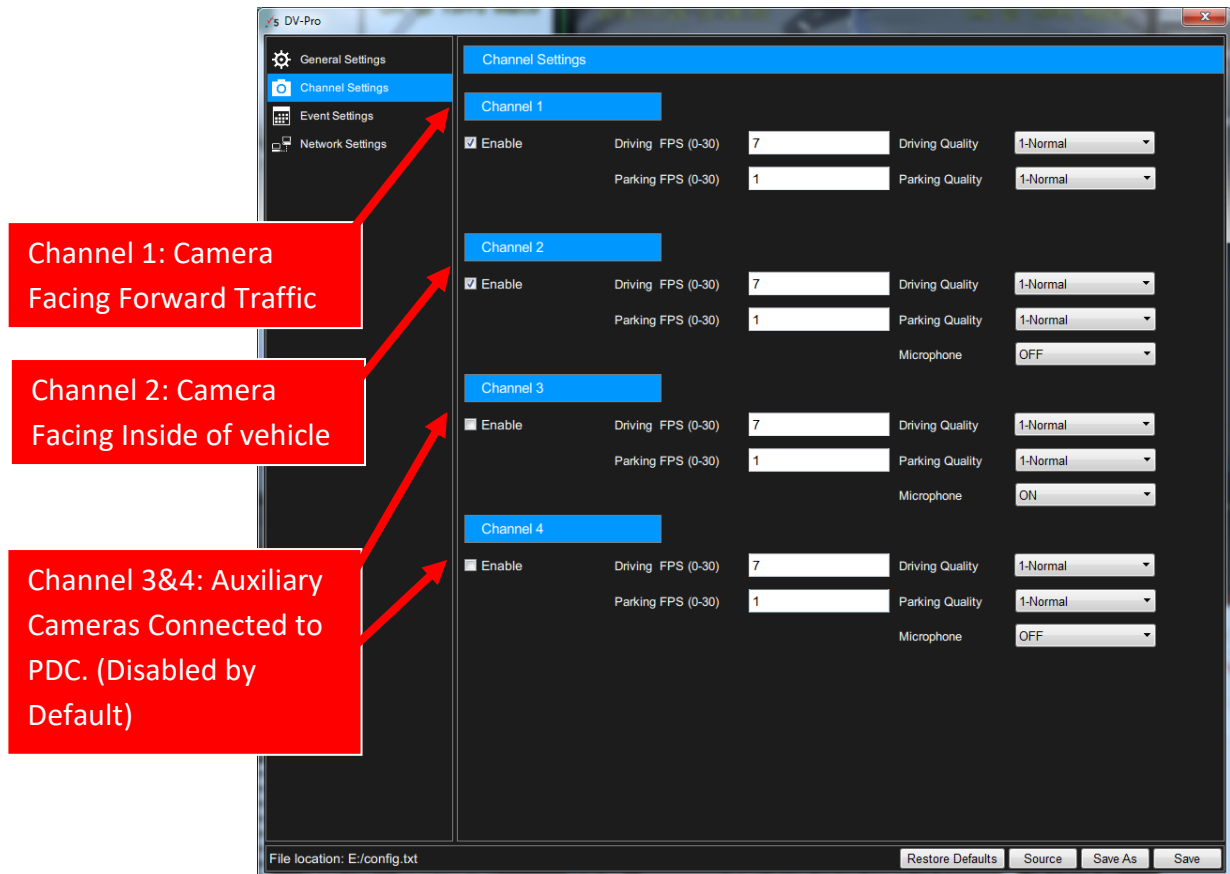 DV-Pro
General Settings
Channel Settings
Event Settings
Network Settings
Channel Settings
Channel 1
Enable Driving FPS (0-30) 7 Driving Quality 1-Normal
Parking FPS (0-30) 1 Parking Quality 1-Normal
Channel 2
Enable Driving FPS (0-30) 7 Driving Quality 1-Normal
Parking FPS (0-30) 1 Parking Quality 1-Normal
Microphone OFF
Channel 3
Enable Driving FPS (0-30) 7 Driving Quality 1-Normal
Parking FPS (0-30) 1 Parking Quality 1-Normal
Microphone ON
Channel 4
Enable Driving FPS (0-30) 7 Driving Quality 1-Normal
Parking FPS (0-30) 1 Parking Quality 1-Normal
Microphone OFF
File location: E:/config.txt Restore Defaults Source Save As Save
Channel 1: Camera
Facing Forward Traffic
Channel 2: Camera
Facing Inside of vehicle
Channel 3&4: Auxiliary
Cameras Connected to
PDC. (Disabled by
Default)